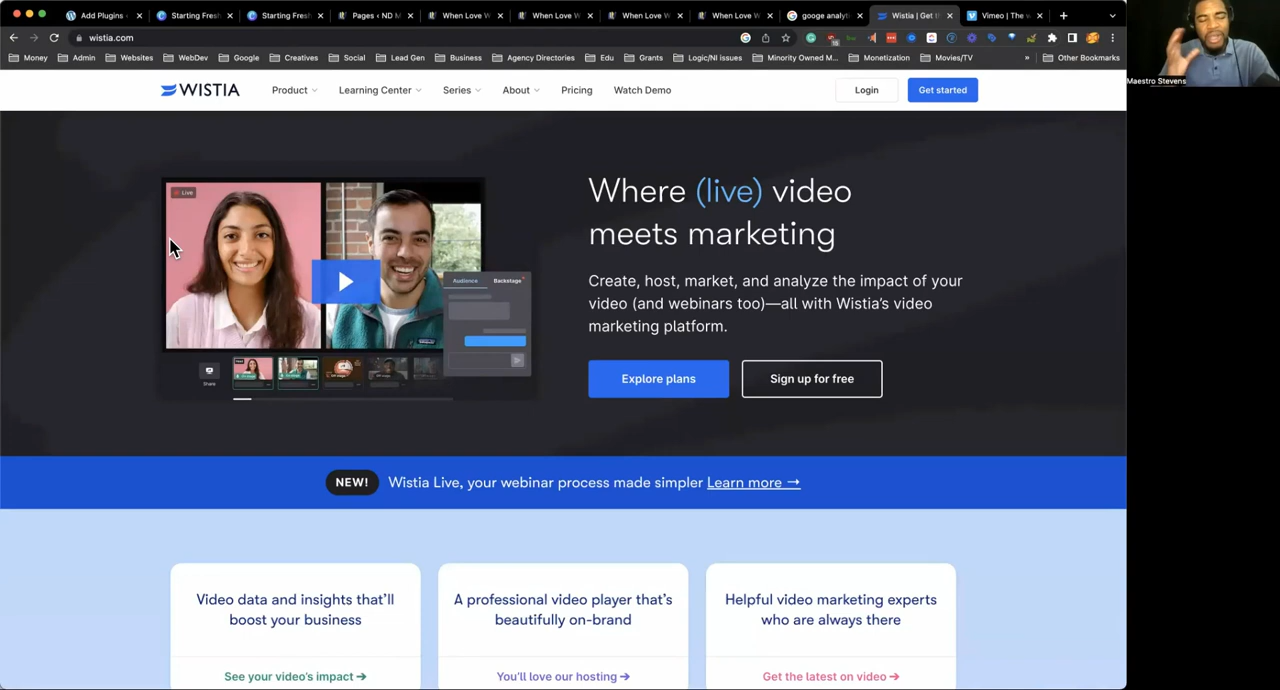 Add Plugins ‹
Starting Fresh
Starting Fresh
Pages ‹ ND M
When Love W
When Love W
When Love W
When Love W
googe analyt
Wistia | Get th
Vimeo | The w
wistia.com
Money
Admin
Websites
WebDev
Google
Creatives
Social
Lead Gen
Business
Agency Directories
Edu
Grants
Logic/NI issues
Minority Owned M...
Monetization
Movies/TV
»
Other Bookmarks
Maestro Stevens
WISTIA
Product
Learning Center
Series
About
Pricing
Watch Demo
Login
Get started
Live
Audience
Backstage
Share
Where (live) video
meets marketing
Create, host, market, and analyze the impact of your
video (and webinars too)—all with Wistia's video
marketing platform.
Explore plans
Sign up for free
NEW! Wistia Live, your webinar process made simpler Learn more →
Video data and insights that'll
boost your business
See your video's impact →
A professional video player that's
beautifully on-brand
You'll love our hosting →
Helpful video marketing experts
who are always there
Get the latest on video →